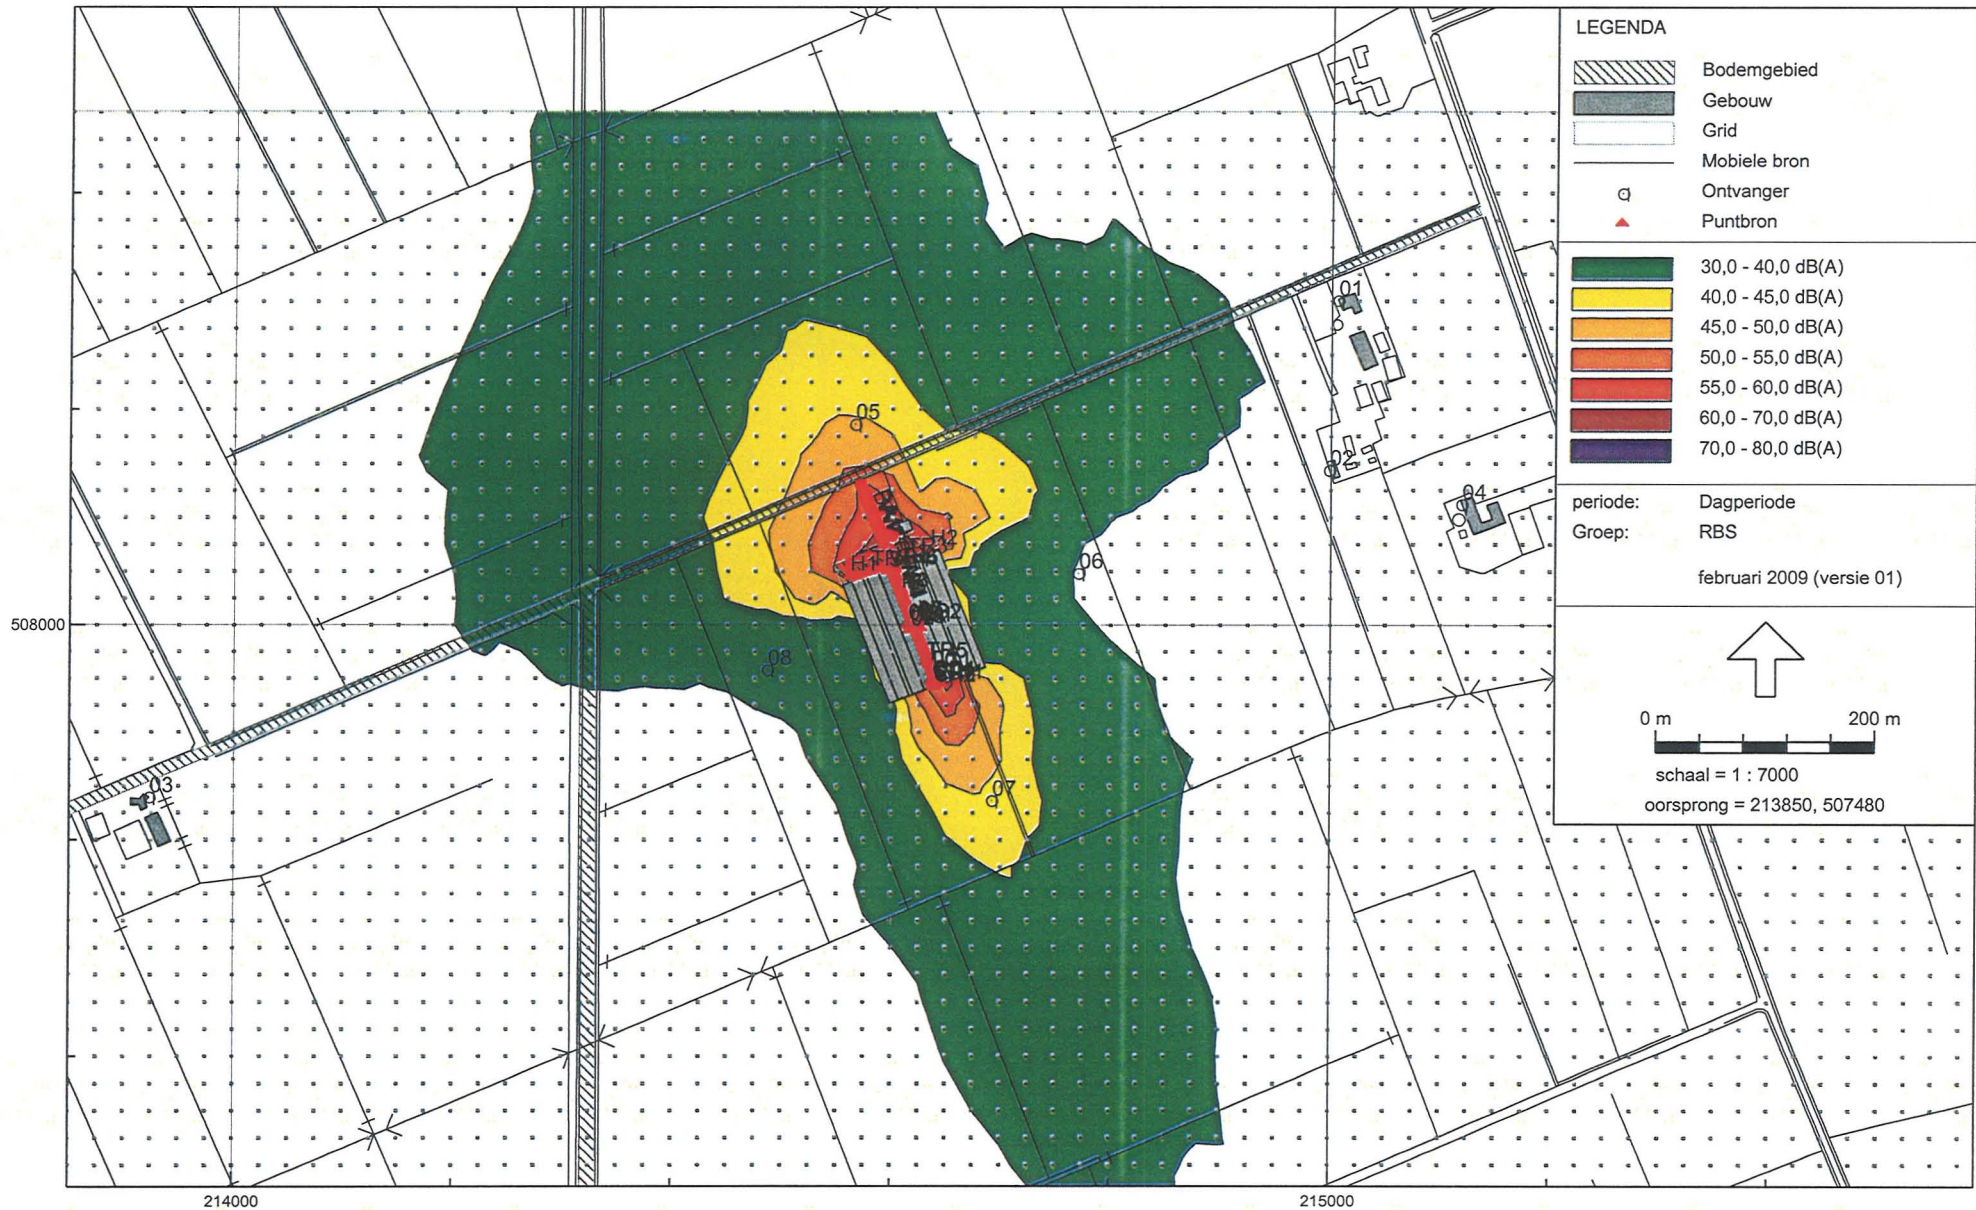 LEGENDA
Bodemgebied
Gebouw
Grid
Mobiele bron
Ontvanger
Puntbron
30,0 - 40,0 dB(A)
40,0 - 45,0 dB(A)
45,0 - 50,0 dB(A)
50,0 - 55,0 dB(A)
55,0 - 60,0 dB(A)
60,0 - 70,0 dB(A)
70,0 - 80,0 dB(A)
periode: Dagperiode
Groep: RBS
februari 2009 (versie 01)
0 m 200 m
schaal = 1 : 7000
oorsprong = 213850, 507480
01
05
02
04
H2
H1
06
508000
08
TR5
03
07
214000 215000